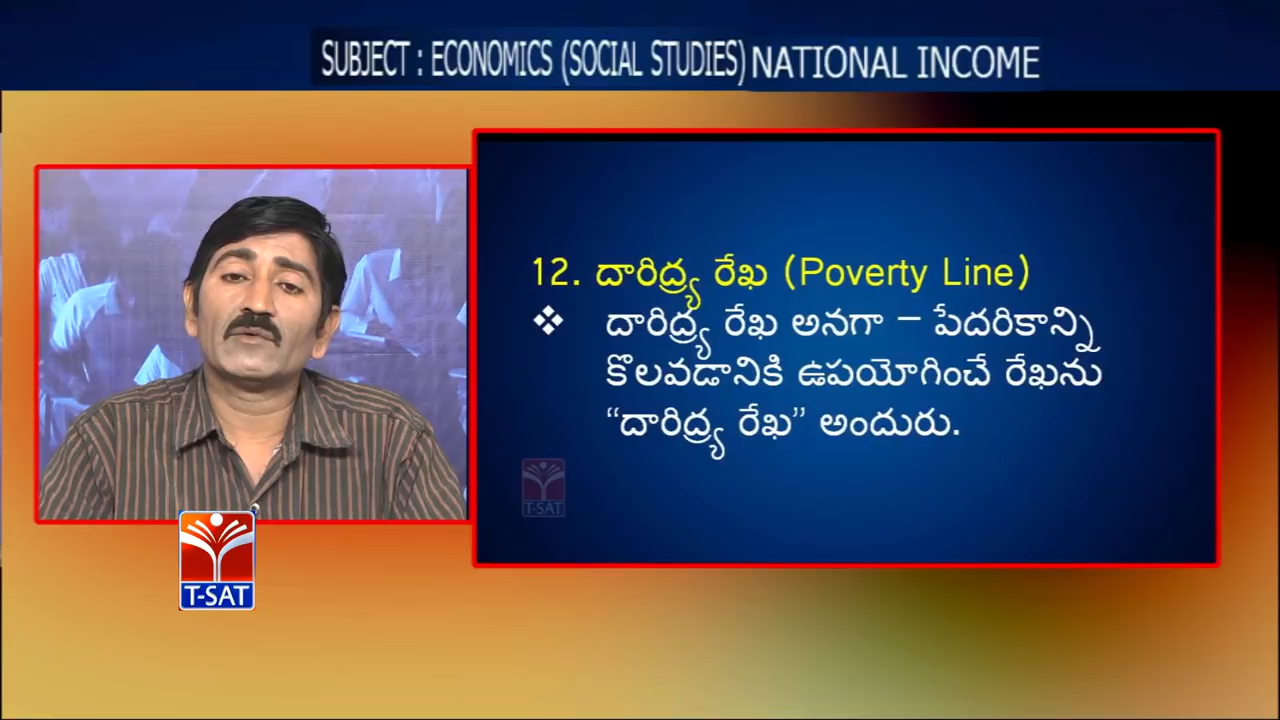 SUBJECT : ECONOMICS (SOCIAL STUDIES) NATIONAL INCOME
12. దారిద్ర్య రేఖ (Poverty Line)
❖ దారిద్ర్య రేఖ అనగా – పేదరికాన్ని
కొలవడానికి ఉపయోగించే రేఖను
“దారిద్ర్య రేఖ” అందురు.
T-SAT
T-SAT